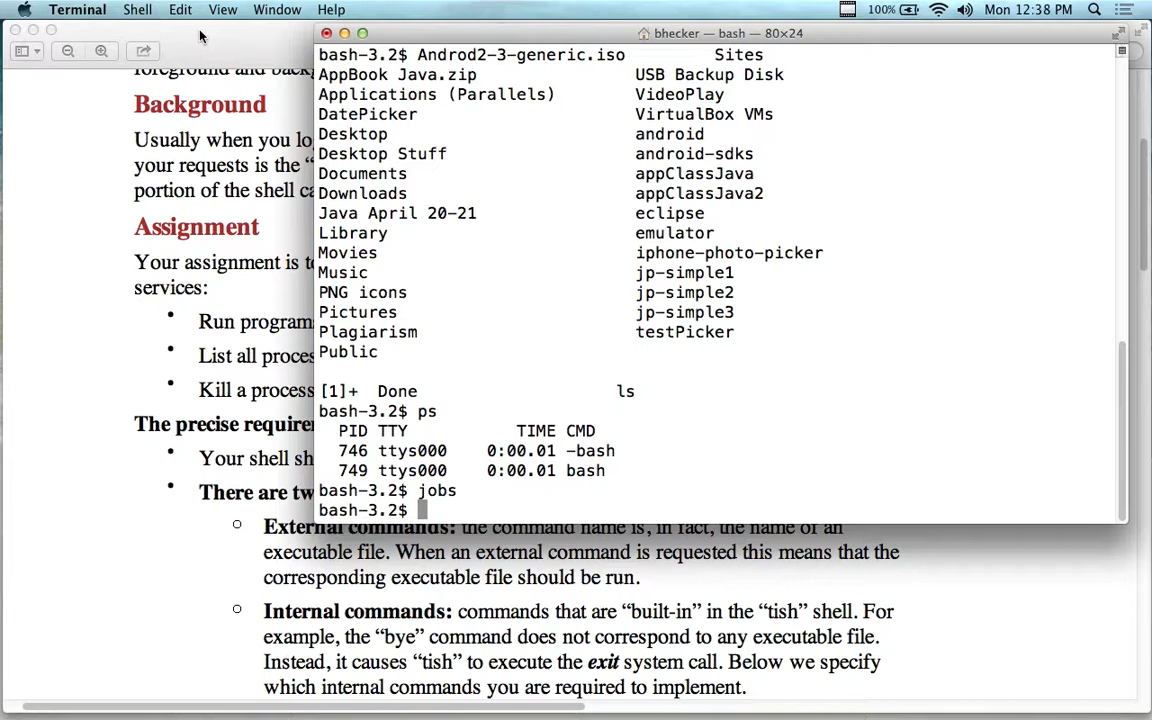 Terminal Shell Edit View Window Help 100% Mon 12:38 PM
bhecker — bash — 80×24
foreground and backg
Background
Usually when you lo
your requests is the “
portion of the shell ca
Assignment
Your assignment is t
services:
• Run program
• List all proces
• Kill a process
The precise require
• Your shell sh
• There are tw
bash-3.2$ Androd2-3-generic.iso Sites
AppBook Java.zip USB Backup Disk
Applications (Parallels) VideoPlay
DatePicker VirtualBox VMs
Desktop android
Desktop Stuff android-sdks
Documents appClassJava
Downloads appClassJava2
Java April 20-21 eclipse
Library emulator
Movies iphone-photo-picker
Music jp-simple1
PNG icons jp-simple2
Pictures jp-simple3
Plagiarism testPicker
Public
[1]+ Done ls
bash-3.2$ ps
PID TTY TIME CMD
746 ttys000 0:00.01 -bash
749 ttys000 0:00.01 bash
bash-3.2$ jobs
bash-3.2$
○ External commands: the command name is, in fact, the name of an
executable file. When an external command is requested this means that the
corresponding executable file should be run.
○ Internal commands: commands that are “built-in” in the “tish” shell. For
example, the “bye” command does not correspond to any executable file.
Instead, it causes “tish” to execute the exit system call. Below we specify
which internal commands you are required to implement.